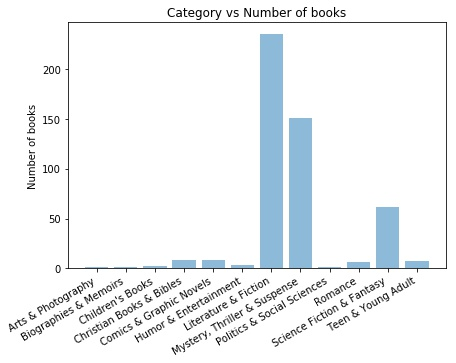 Category vs Number of books
Number of books
200
150
100
50
0
Arts & Photography
Biographies & Memoirs
Children's Books
Christian Books & Bibles
Comics & Graphic Novels
Humor & Entertainment
Literature & Fiction
Mystery, Thriller & Suspense
Politics & Social Sciences
Romance
Science Fiction & Fantasy
Teen & Young Adult